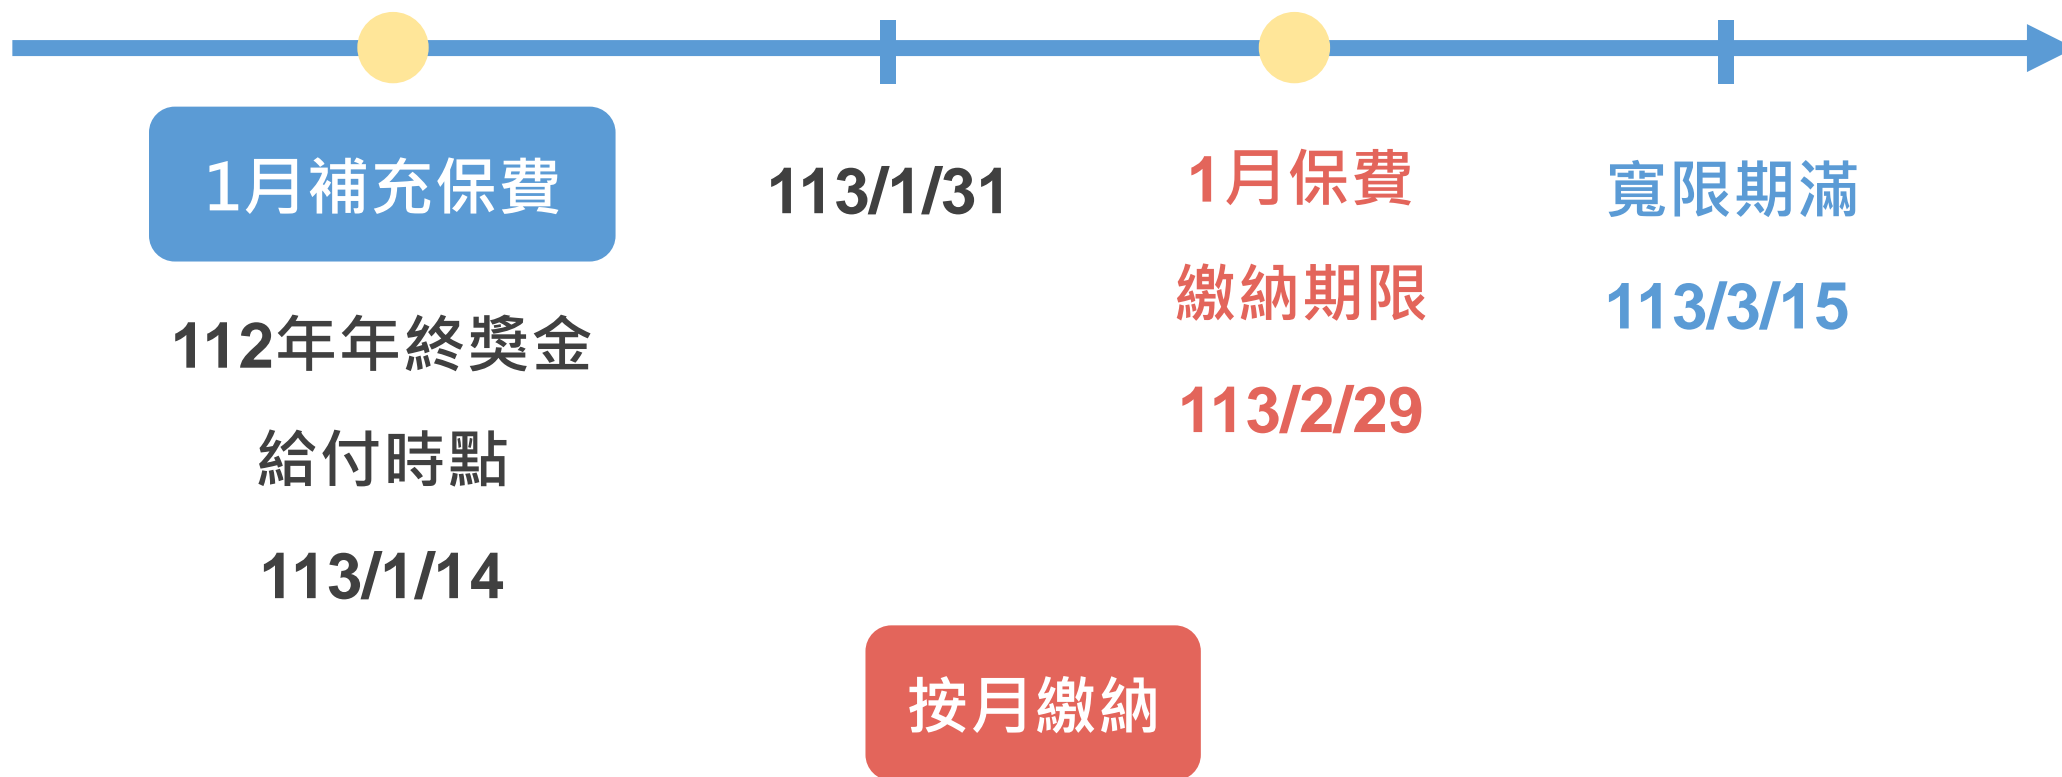 1月補充保費
112年年終獎金
給付時點
113/1/14
113/1/31
1月保費
繳納期限
113/2/29
寬限期滿
113/3/15
按月繳納